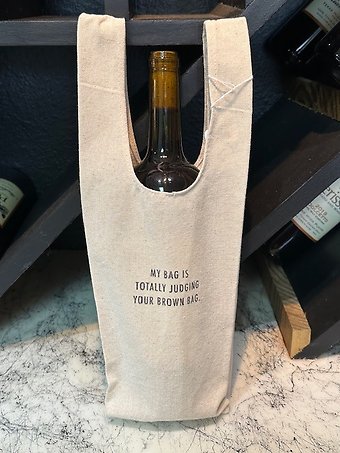 MY BAG IS
TOTALLY JUDGING
YOUR BROWN BAG.